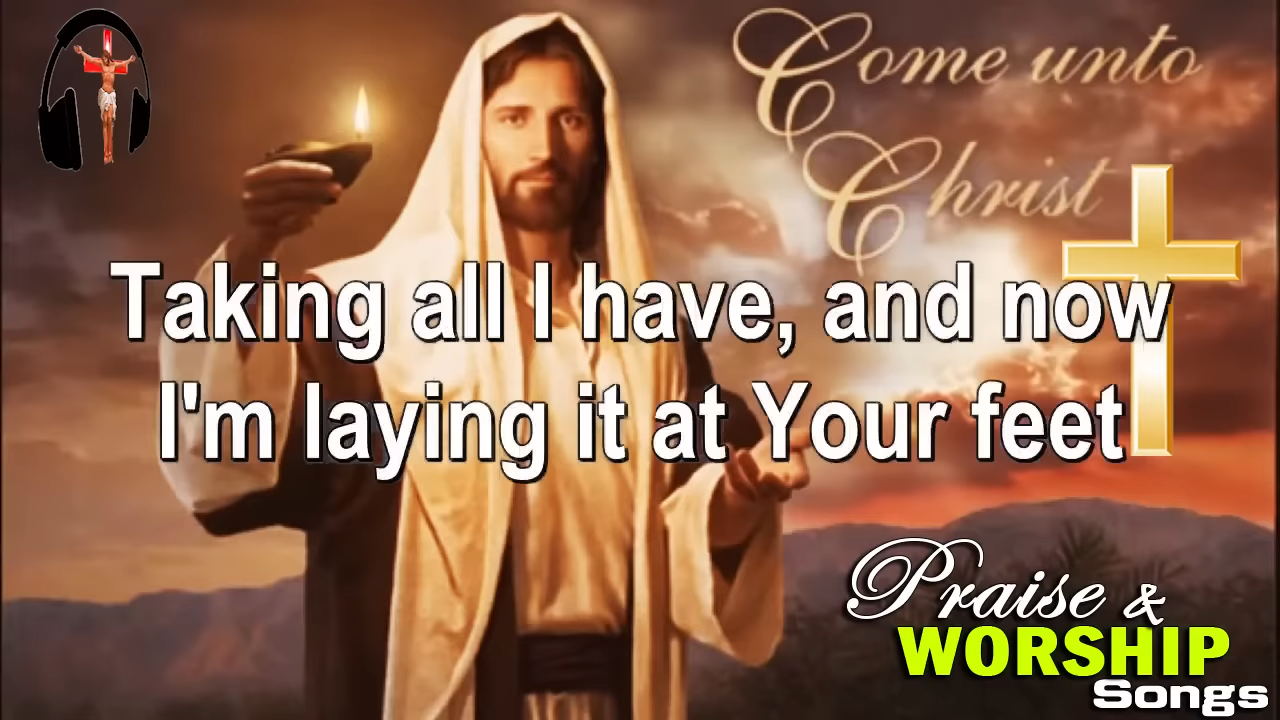 Come unto
Christ
Taking all I have, and now
I'm laying it at Your feet
Praise &
WORSHIP
Songs